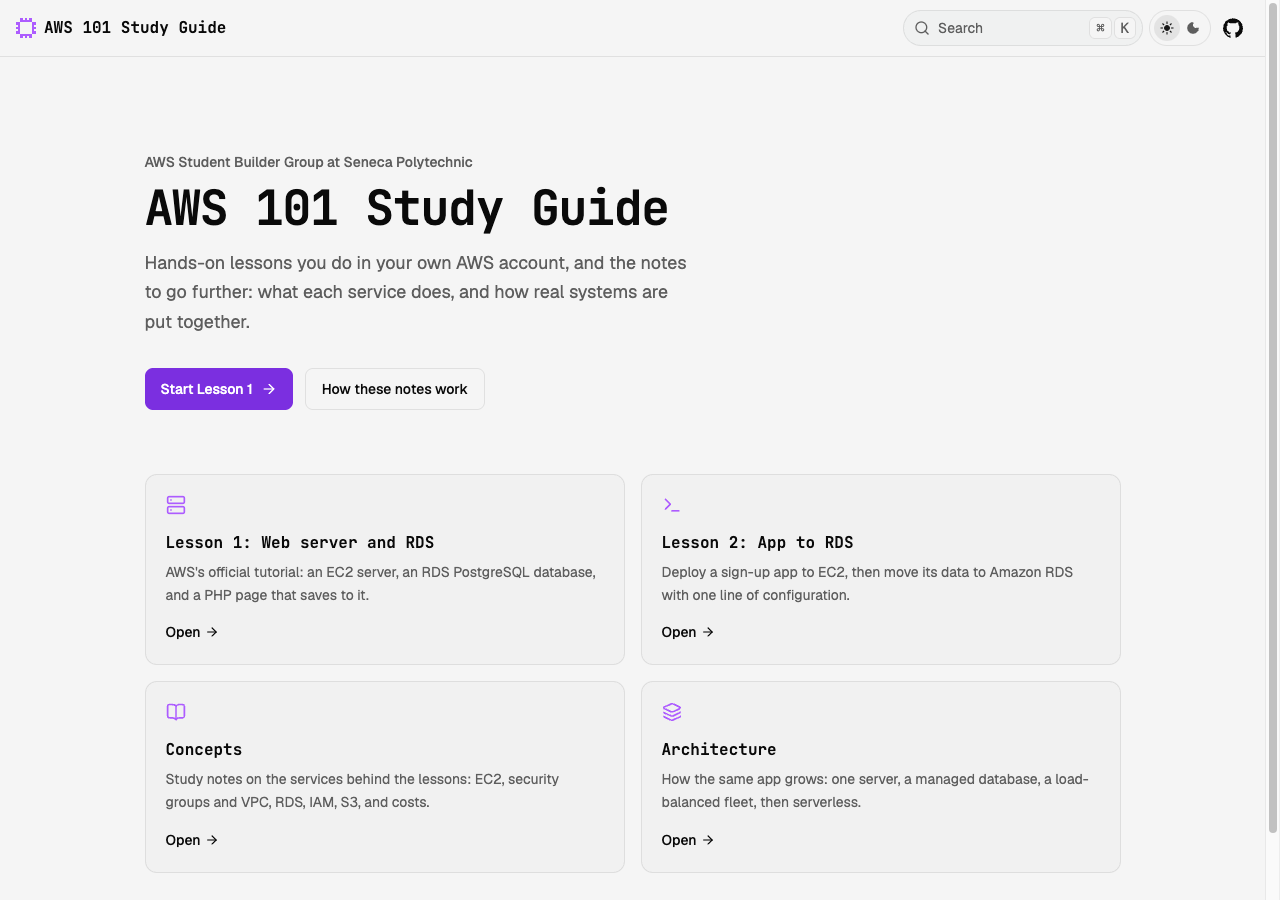 AWS 101 Study Guide
Search ⌘ K
AWS Student Builder Group at Seneca Polytechnic
AWS 101 Study Guide
Hands-on lessons you do in your own AWS account, and the notes
to go further: what each service does, and how real systems are
put together.
Start Lesson 1 →
How these notes work
Lesson 1: Web server and RDS
AWS's official tutorial: an EC2 server, an RDS PostgreSQL database,
and a PHP page that saves to it.
Open →
Lesson 2: App to RDS
Deploy a sign-up app to EC2, then move its data to Amazon RDS
with one line of configuration.
Open →
Concepts
Study notes on the services behind the lessons: EC2, security
groups and VPC, RDS, IAM, S3, and costs.
Open →
Architecture
How the same app grows: one server, a managed database, a load-
balanced fleet, then serverless.
Open →